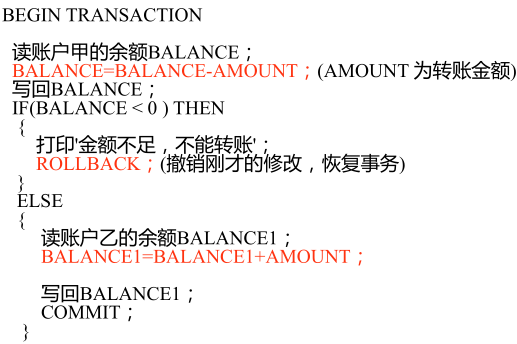 BEGIN TRANSACTION
读账户甲的余额BALANCE；
BALANCE=BALANCE-AMOUNT；(AMOUNT 为转账金额)
写回BALANCE；
IF(BALANCE < 0 ) THEN
{
打印'金额不足，不能转账'；
ROLLBACK；(撤销刚才的修改，恢复事务)
}
ELSE
{
读账户乙的余额BALANCE1；
BALANCE1=BALANCE1+AMOUNT；
写回BALANCE1；
COMMIT；
}